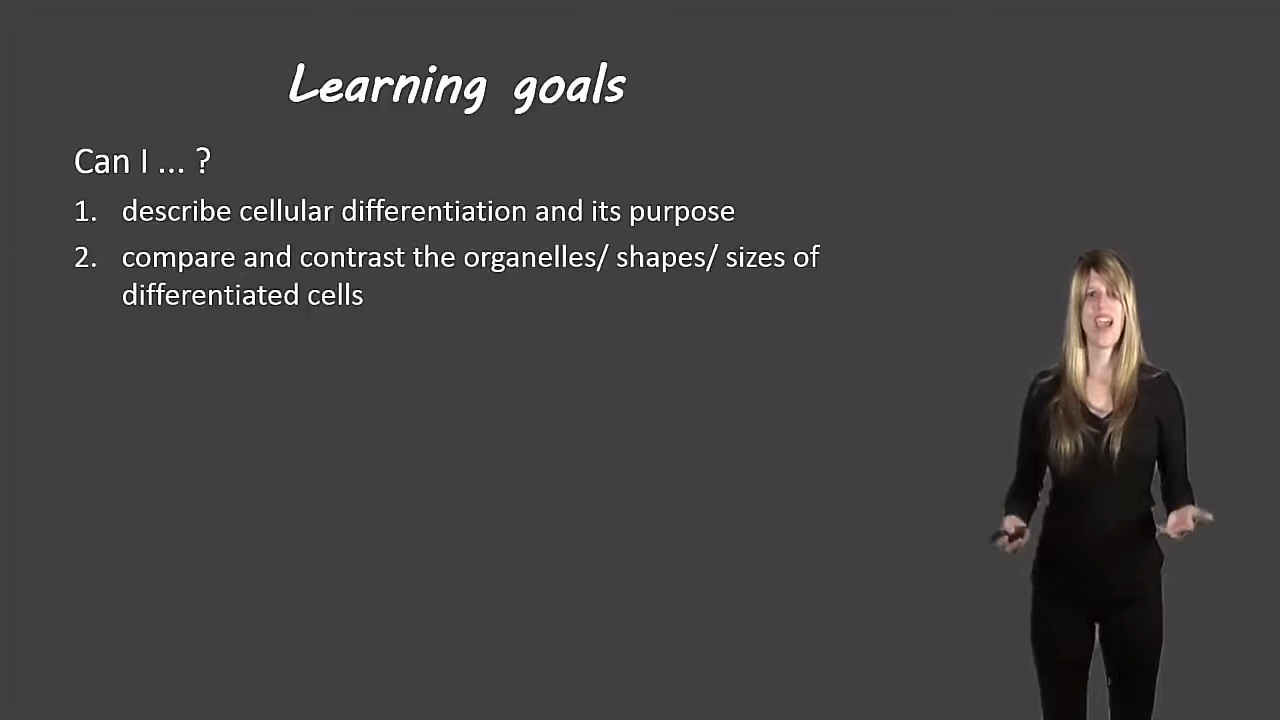 Learning goals
Can I ... ?
1. describe cellular differentiation and its purpose
2. compare and contrast the organelles/ shapes/ sizes of
differentiated cells